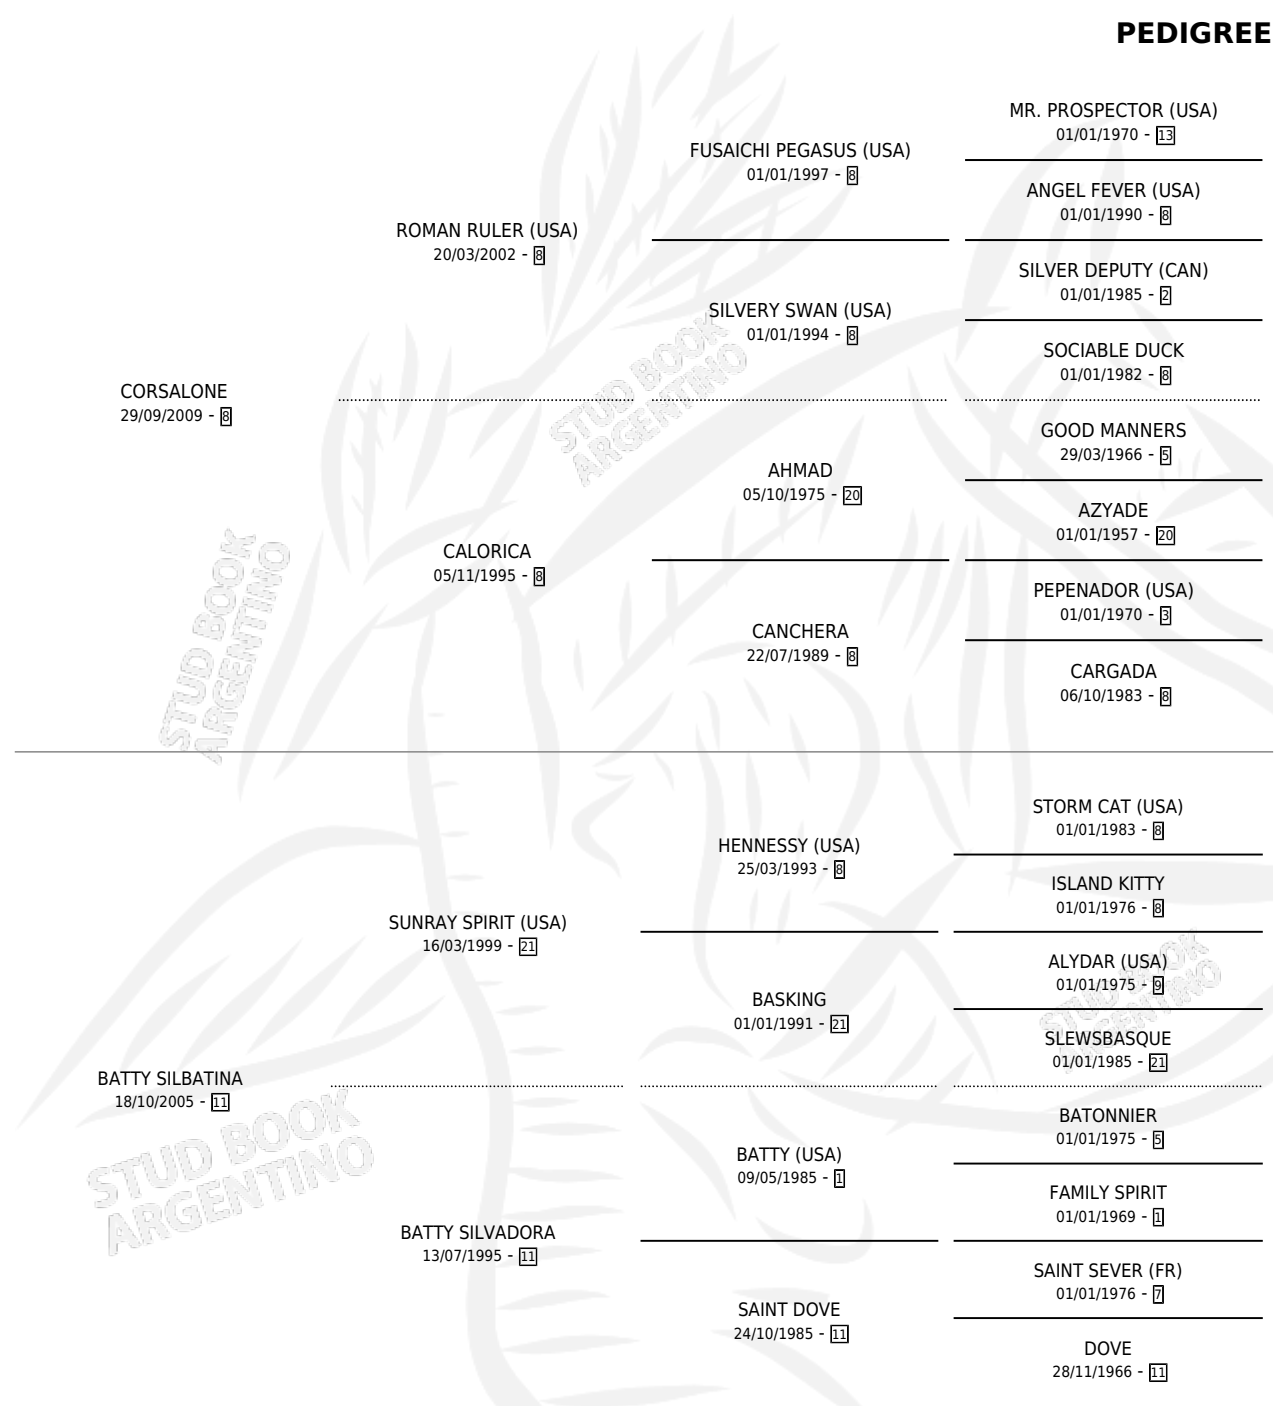 PEDIGREE
MR. PROSPECTOR (USA)
01/01/1970 - 13
FUSAICHI PEGASUS (USA)
01/01/1997 - 8
ANGEL FEVER (USA)
01/01/1990 - 8
ROMAN RULER (USA)
20/03/2002 - 8
SILVER DEPUTY (CAN)
01/01/1985 - 2
SILVERY SWAN (USA)
01/01/1994 - 8
SOCIABLE DUCK
01/01/1982 - 8
STUD BOOK
ARGENTINO
CORSALONE
29/09/2009 - 8
GOOD MANNERS
29/03/1966 - 5
AHMAD
05/10/1975 - 20
AZYADE
01/01/1957 - 20
CALORICA
05/11/1995 - 8
PEPENADOR (USA)
01/01/1970 - 3
CANCHERA
22/07/1989 - 8
CARGADA
06/10/1983 - 8
STUD BOOK
ARGENTINO
STORM CAT (USA)
01/01/1983 - 8
HENNESSY (USA)
25/03/1993 - 8
ISLAND KITTY
01/01/1976 - 8
SUNRAY SPIRIT (USA)
16/03/1999 - 21
ALYDAR (USA)
01/01/1975 - 9
BASKING
01/01/1991 - 21
SLEWSBASQUE
01/01/1985 - 21
STUD BOOK
ARGENTINO
BATTY SILBATINA
18/10/2005 - 11
BATONNIER
01/01/1975 - 5
BATTY (USA)
09/05/1985 - 1
FAMILY SPIRIT
01/01/1969 - 1
BATTY SILVADORA
13/07/1995 - 11
SAINT SEVER (FR)
01/01/1976 - 7
SAINT DOVE
24/10/1985 - 11
DOVE
28/11/1966 - 11
STUD BOOK
ARGENTINO